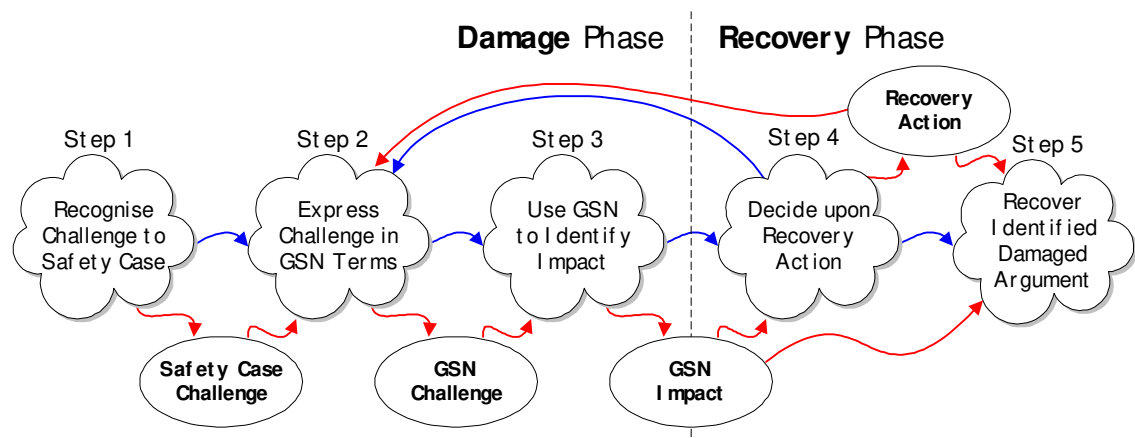 Damage Phase
Recovery Phase
Recovery
Action
Step 1
Step 2
Step 3
Step 4
Step 5
Recognise
Challenge to
Safety Case
Express
Challenge in
GSN Terms
Use GSN
to Identify
Impact
Decide upon
Recovery
Action
Recover
Identified
Damaged
Argument
Safety Case
Challenge
GSN
Challenge
GSN
Impact